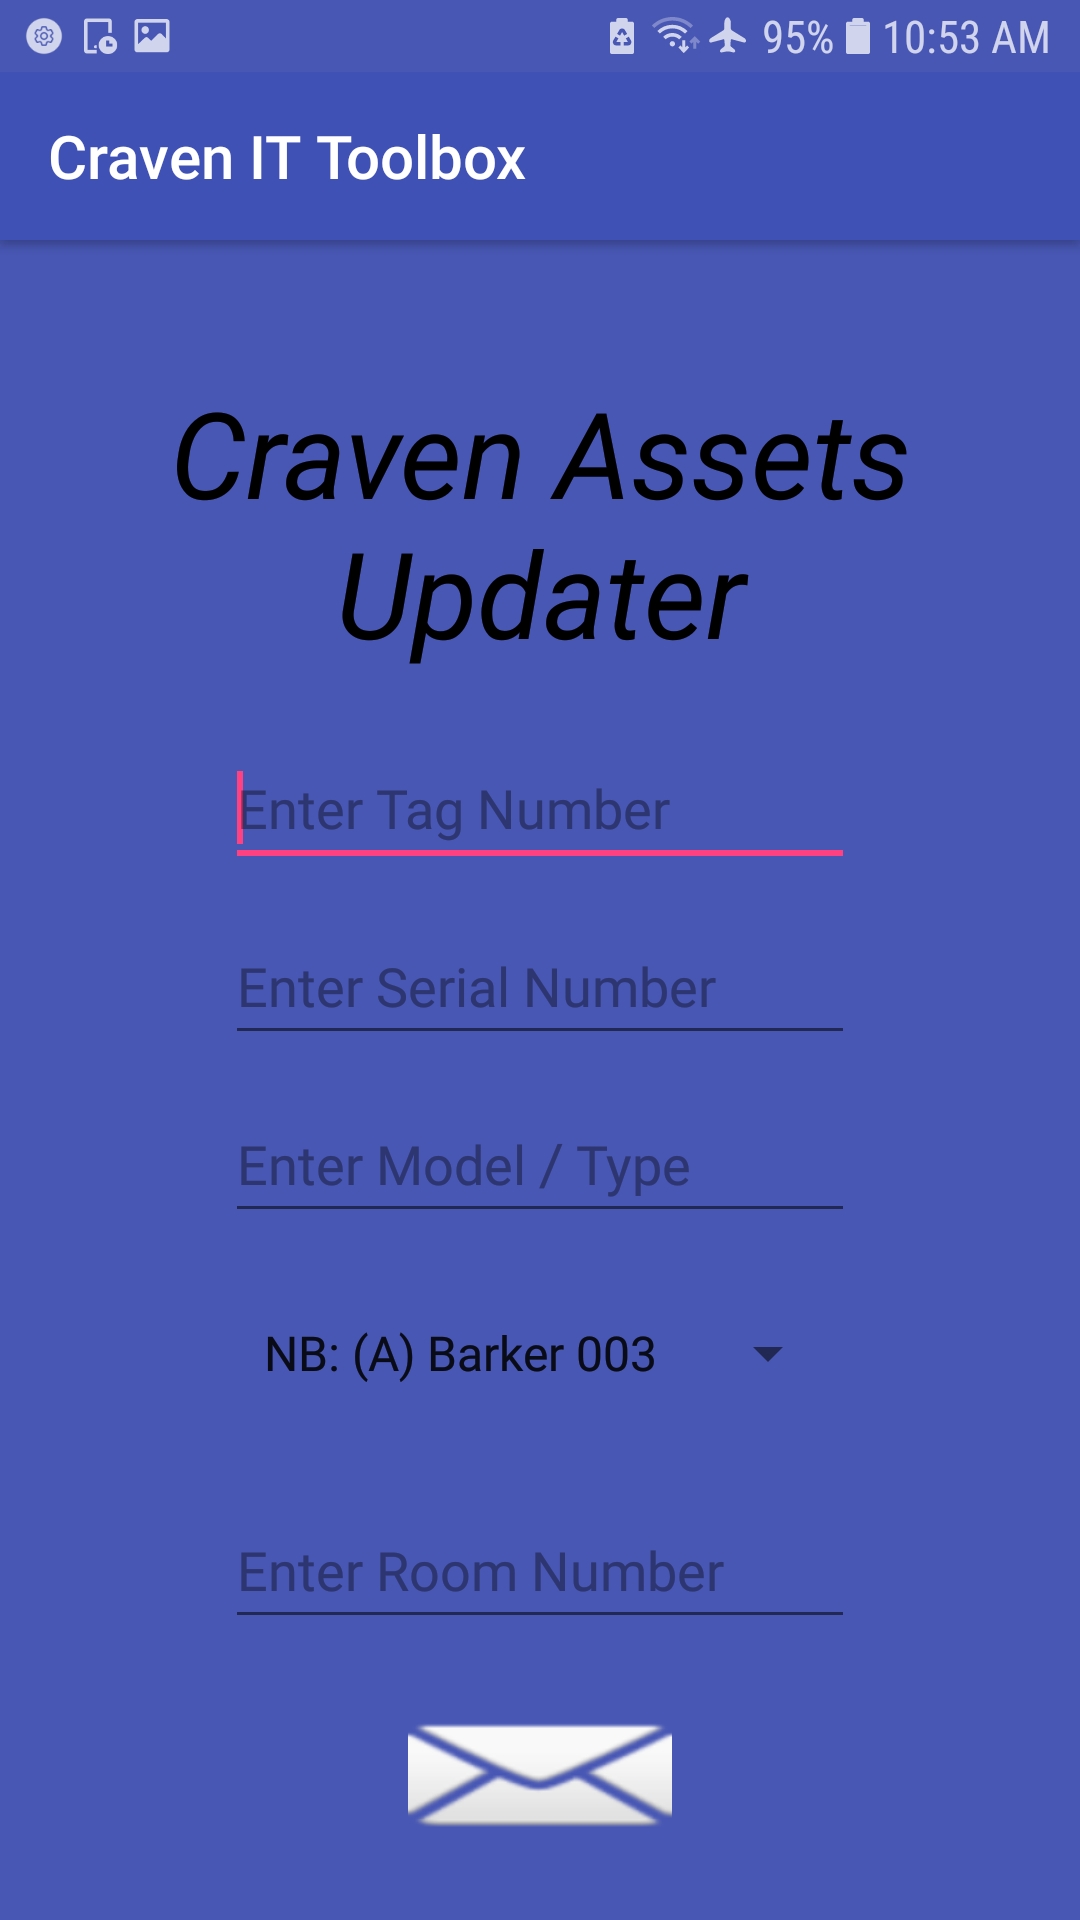 95% 10:53 AM
Craven IT Toolbox
Craven Assets
Updater
Enter Tag Number
Enter Serial Number
Enter Model / Type
NB: (A) Barker 003
Enter Room Number